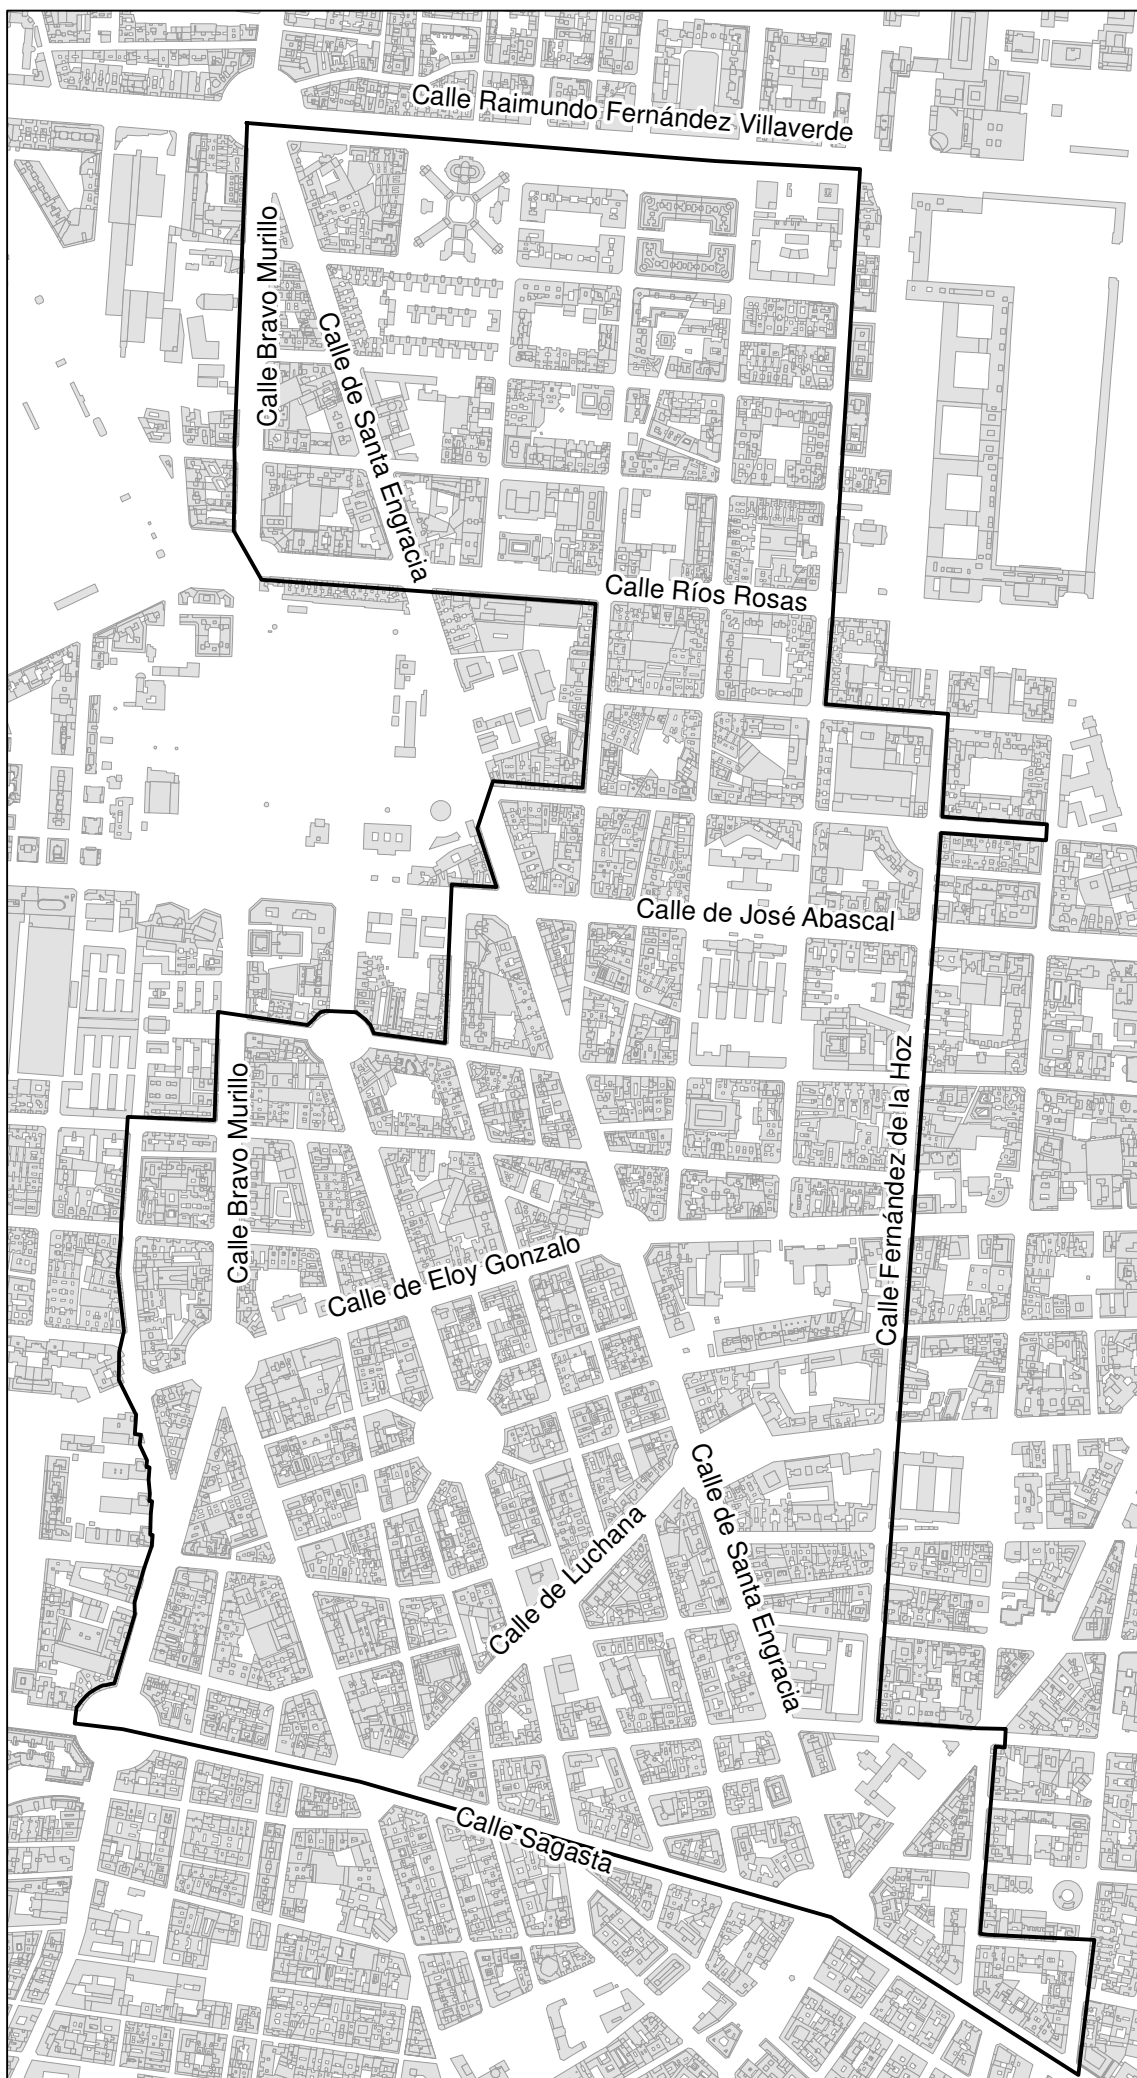 Calle Raimundo Fernández Villaverde
Calle Bravo Murillo
Calle de Santa Engracia
Calle Ríos Rosas
Calle de José Abascal
Calle Bravo Murillo
Calle Fernández de la Hoz
Calle de Eloy Gonzalo
Calle de Luchana
Calle de Santa Engracia
Calle Sagasta